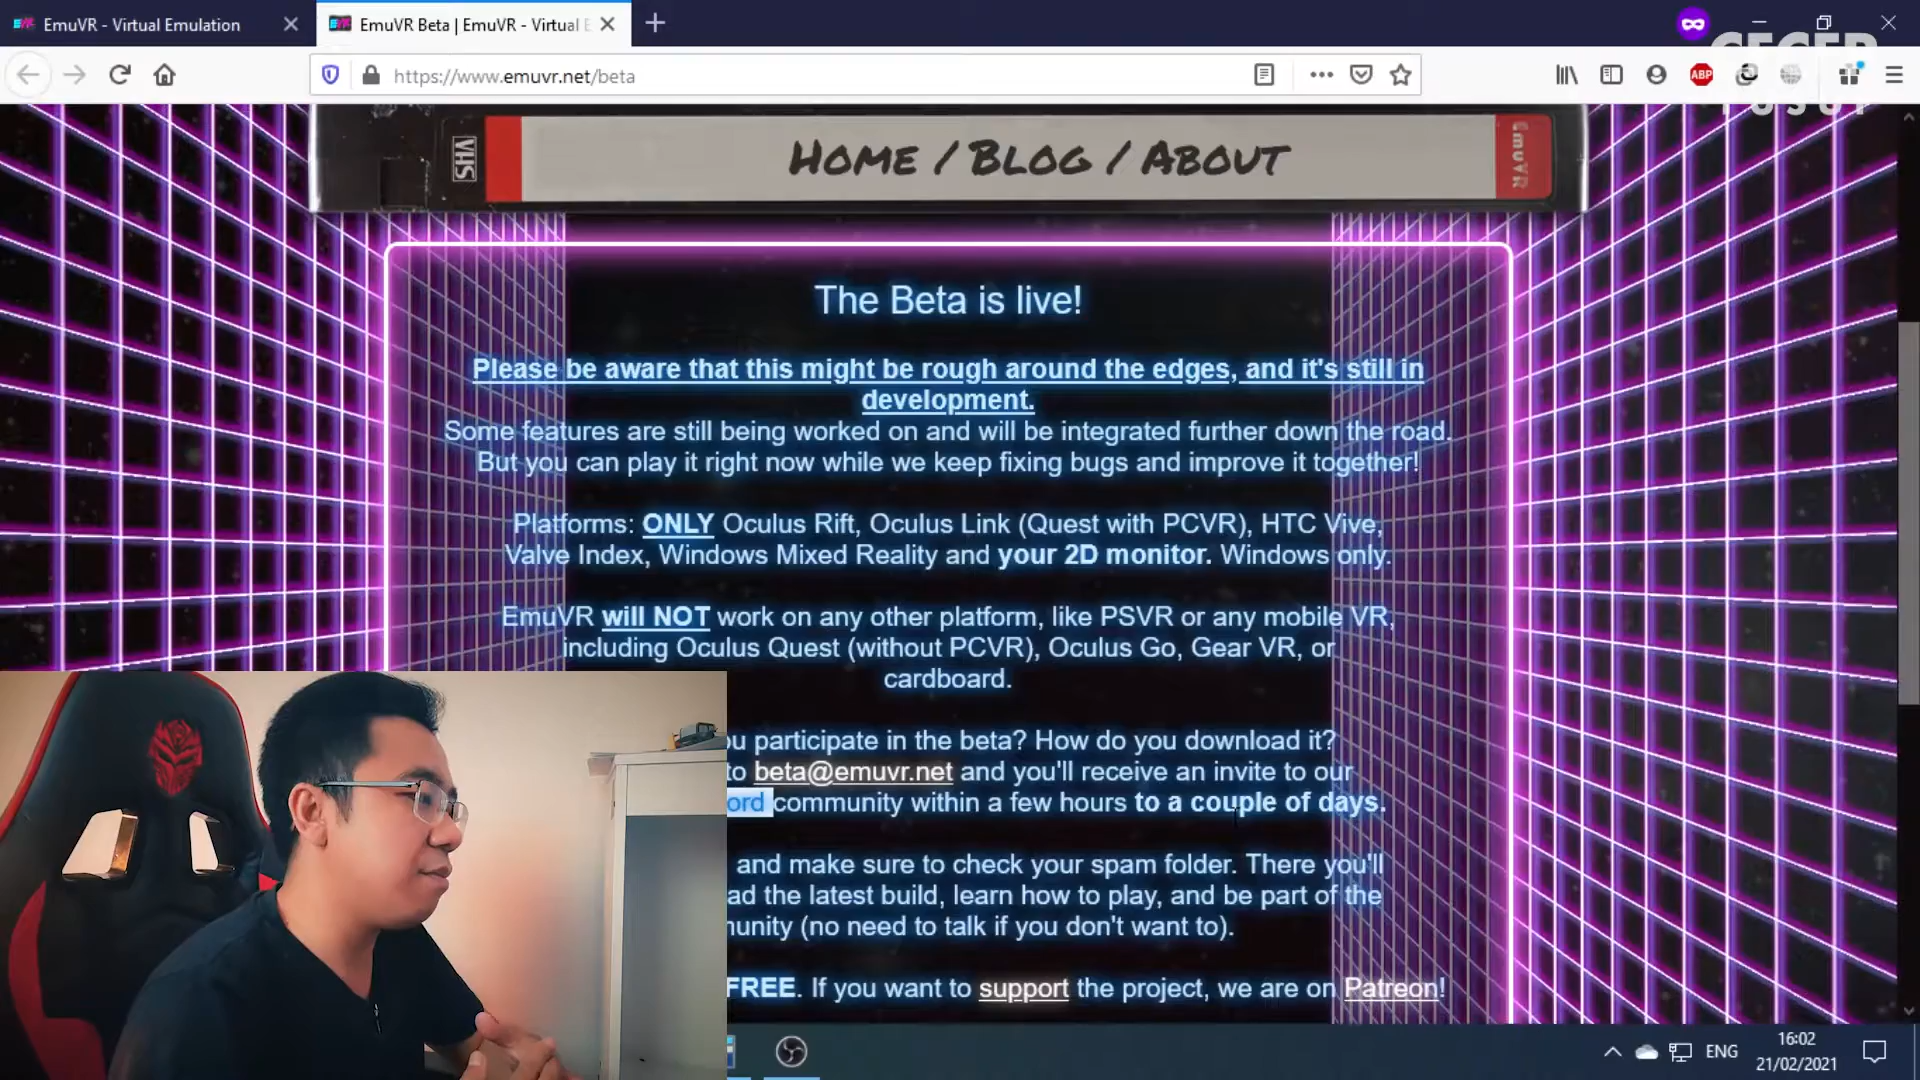 EmuVR - Virtual Emulation
EmuVR Beta | EmuVR - Virtual E
https://www.emuvr.net/beta
ABP
VHS
HOME / BLOG / ABOUT
EmuVR
The Beta is live!
Please be aware that this might be rough around the edges, and it's still in
development.
Some features are still being worked on and will be integrated further down the road.
But you can play it right now while we keep fixing bugs and improve it together!
Platforms: ONLY Oculus Rift, Oculus Link (Quest with PCVR), HTC Vive,
Valve Index, Windows Mixed Reality and your 2D monitor. Windows only.
EmuVR will NOT work on any other platform, like PSVR or any mobile VR,
including Oculus Quest (without PCVR), Oculus Go, Gear VR, or
cardboard.
participate in the beta? How do you download it?
to beta@emuvr.net and you'll receive an invite to our
ord community within a few hours to a couple of days.
and make sure to check your spam folder. There you'll
ad the latest build, learn how to play, and be part of the
unity (no need to talk if you don't want to).
FREE. If you want to support the project, we are on Patreon!
ENG
16:02
21/02/2021